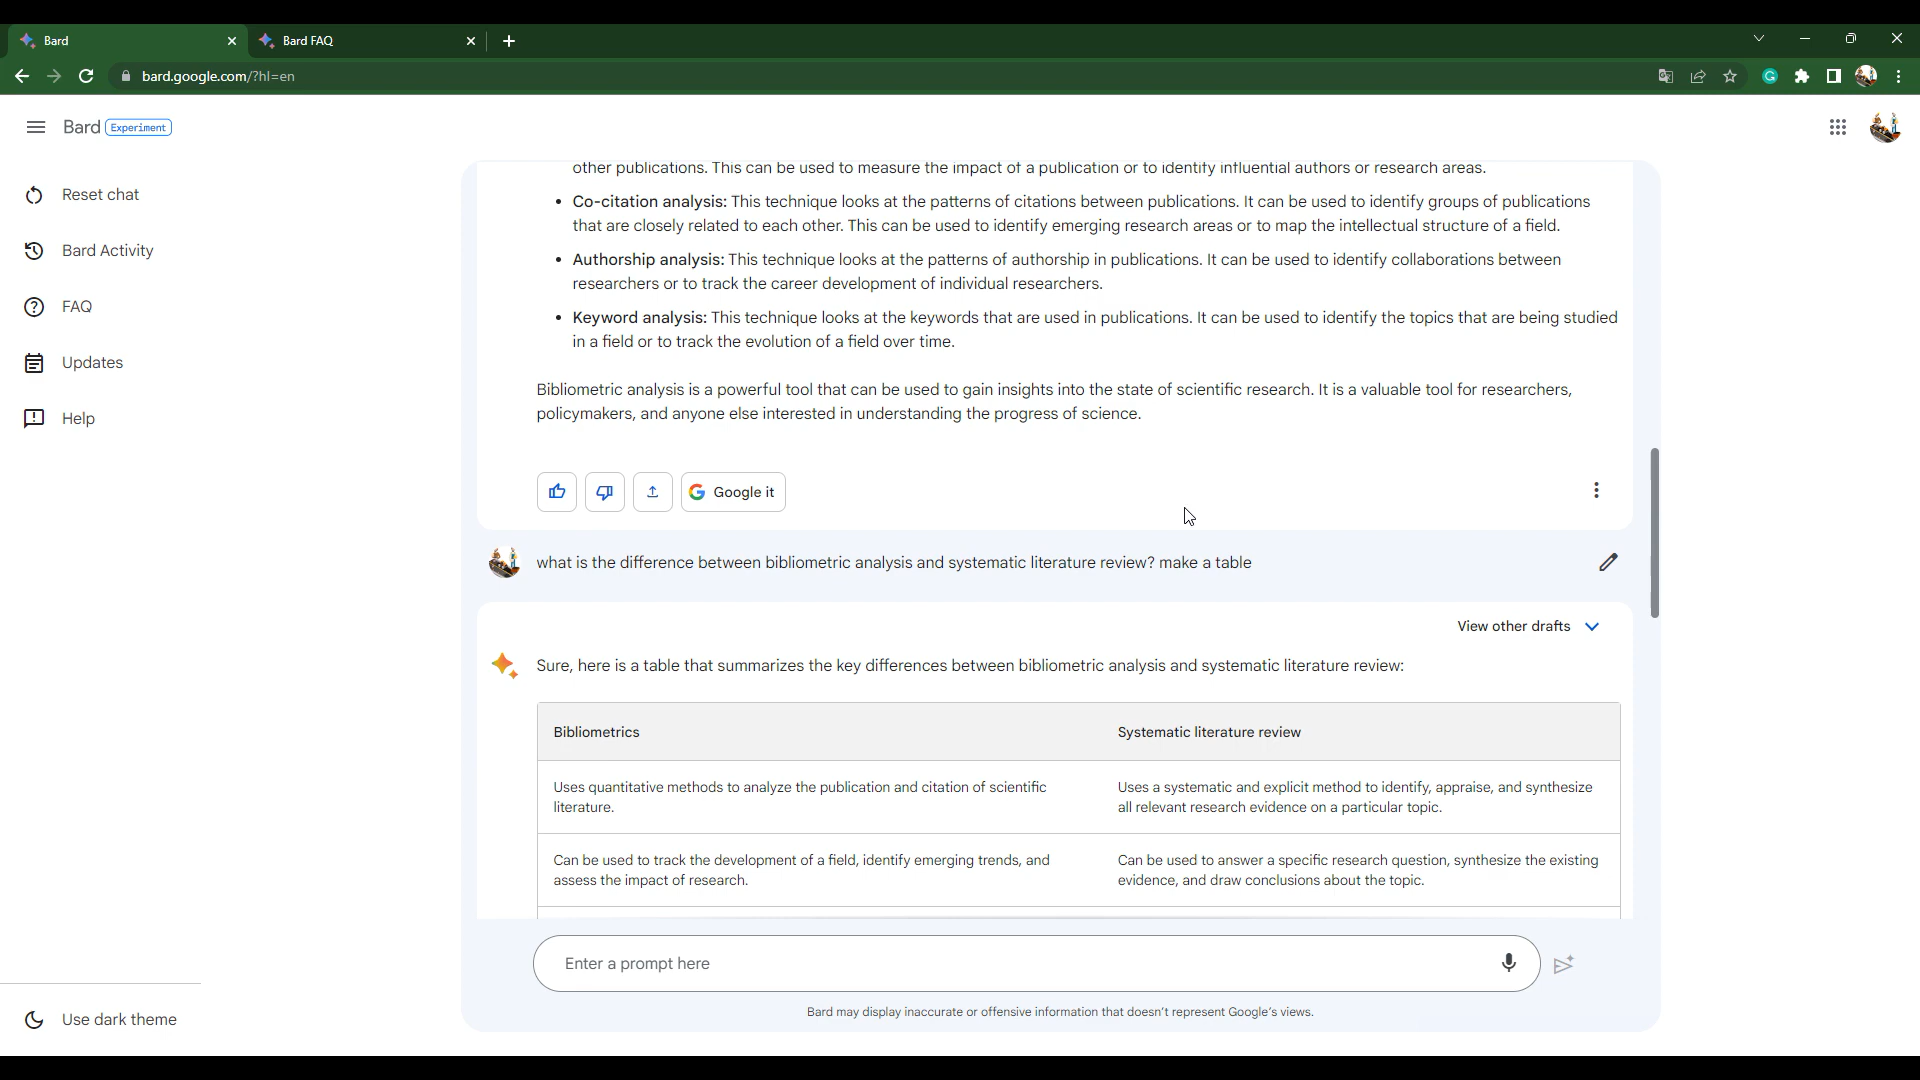 Bard
Bard FAQ
bard.google.com/?hl=en
Bard Experiment
Reset chat
Bard Activity
FAQ
Updates
Help
Use dark theme
other publications. This can be used to measure the impact of a publication or to identify influential authors or research areas.
• Co-citation analysis: This technique looks at the patterns of citations between publications. It can be used to identify groups of publications
that are closely related to each other. This can be used to identify emerging research areas or to map the intellectual structure of a field.
• Authorship analysis: This technique looks at the patterns of authorship in publications. It can be used to identify collaborations between
researchers or to track the career development of individual researchers.
• Keyword analysis: This technique looks at the keywords that are used in publications. It can be used to identify the topics that are being studied
in a field or to track the evolution of a field over time.
Bibliometric analysis is a powerful tool that can be used to gain insights into the state of scientific research. It is a valuable tool for researchers,
policymakers, and anyone else interested in understanding the progress of science.
Google it
what is the difference between bibliometric analysis and systematic literature review? make a table
View other drafts
Sure, here is a table that summarizes the key differences between bibliometric analysis and systematic literature review:
Bibliometrics
Systematic literature review
Uses quantitative methods to analyze the publication and citation of scientific
literature.
Uses a systematic and explicit method to identify, appraise, and synthesize
all relevant research evidence on a particular topic.
Can be used to track the development of a field, identify emerging trends, and
assess the impact of research.
Can be used to answer a specific research question, synthesize the existing
evidence, and draw conclusions about the topic.
Enter a prompt here
Bard may display inaccurate or offensive information that doesn't represent Google's views.